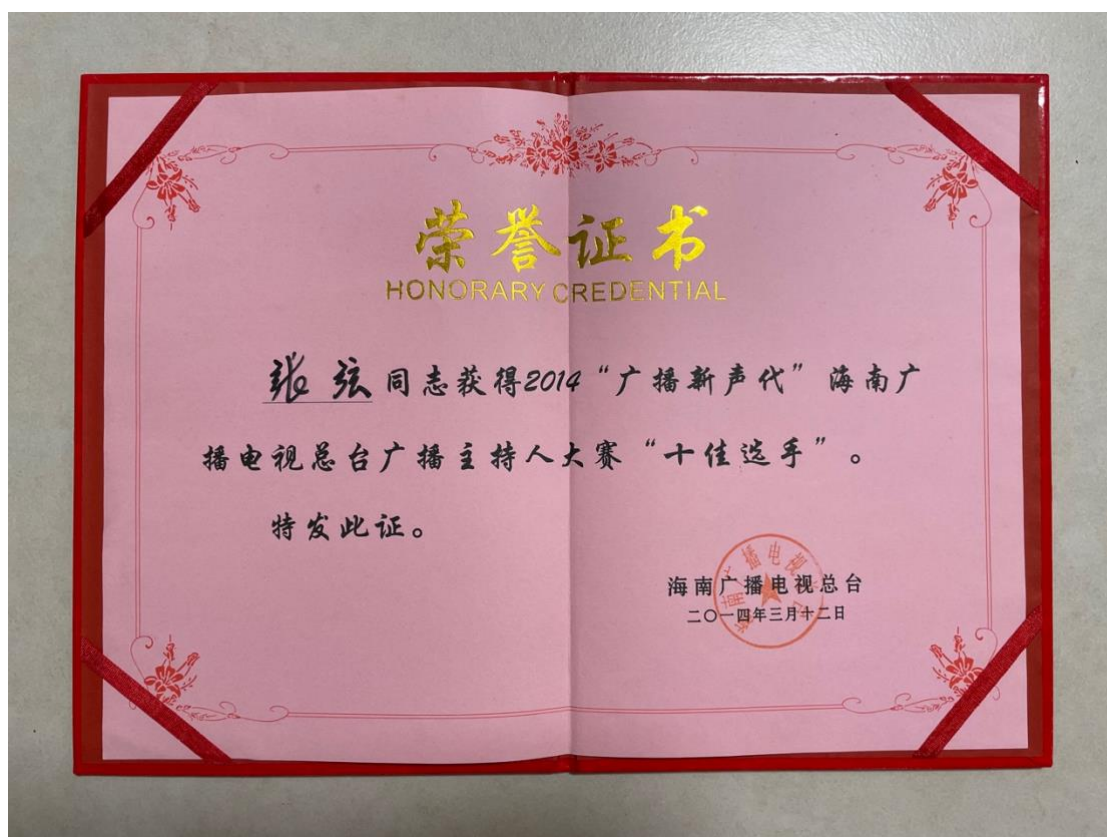 荣誉证书
HONORARY CREDENTIAL
张弦同志获得2014“广播新声代”海南广
播电视总台广播主持人大赛“十佳选手”。
特发此证。
海南广播电视总台
二〇一四年三月十二日